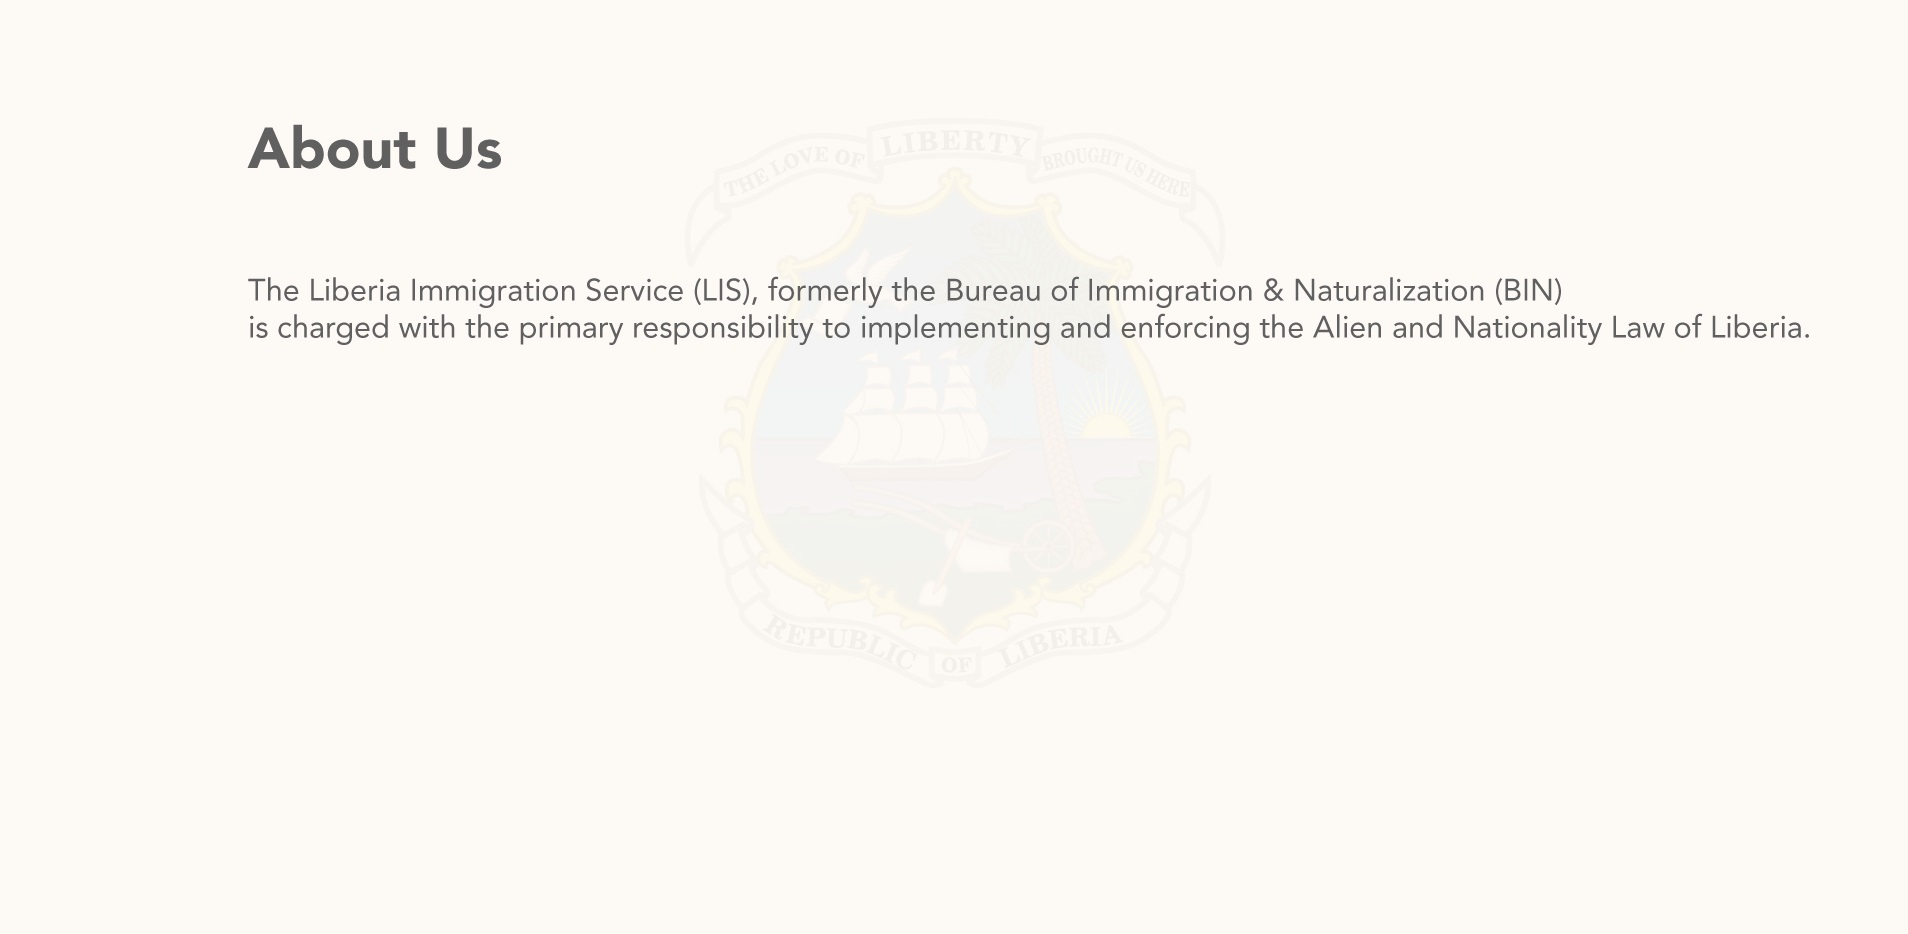 About Us
THE LOVE OF LIBERTY BROUGHT US HERE
The Liberia Immigration Service (LIS), formerly the Bureau of Immigration & Naturalization (BIN)
is charged with the primary responsibility to implementing and enforcing the Alien and Nationality Law of Liberia.
REPUBLIC OF LIBERIA